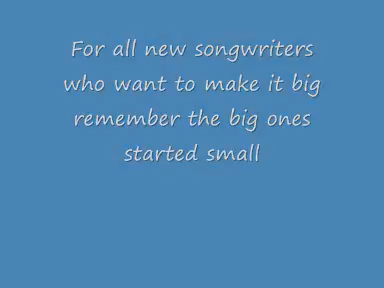 For all new songwriters
who want to make it big
remember the big ones
started small